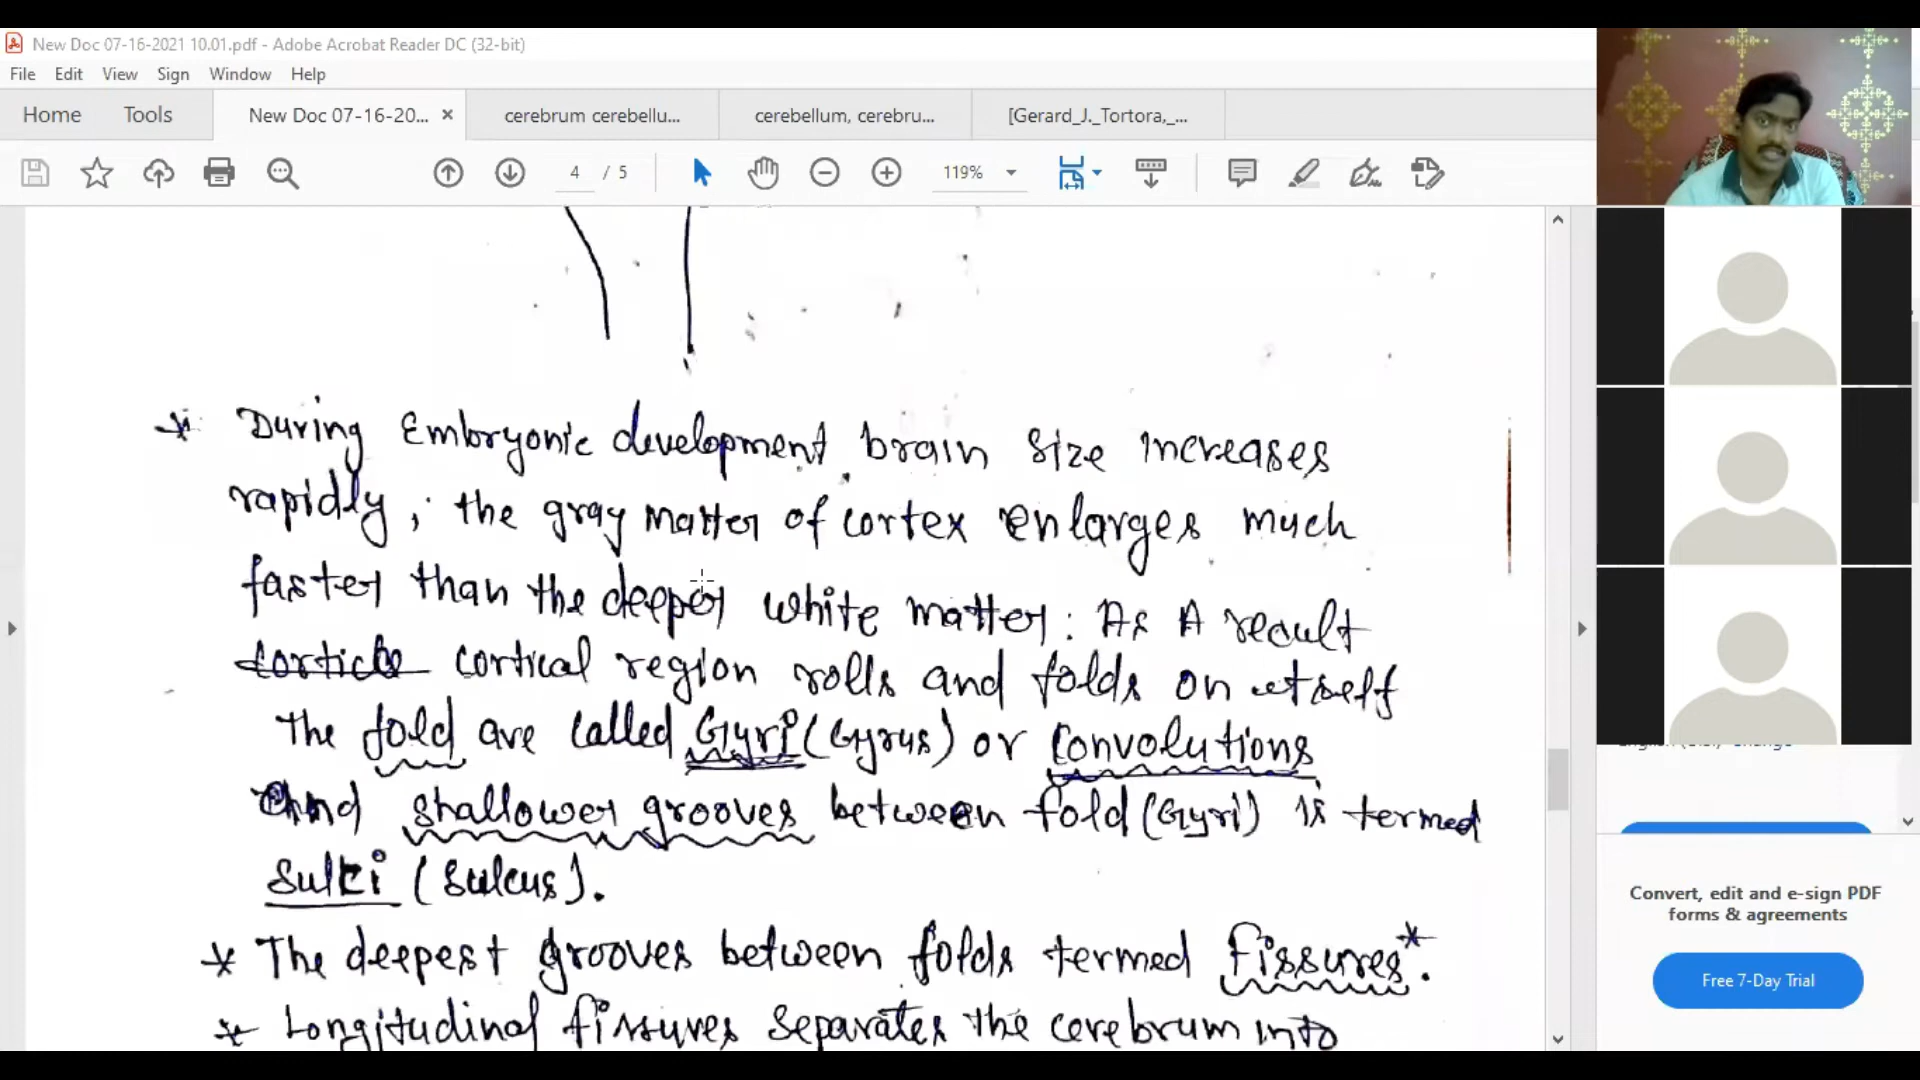 New Doc 07-16-2021 10.01.pdf - Adobe Acrobat Reader DC (32-bit)
File Edit View Sign Window Help
Home Tools New Doc 07-16-20... × cerebrum cerebellu... cerebellum, cerebru... [Gerard_J._Tortora,_...
4 / 5 119%
* During Embryonic development brain size increases
rapidly, the gray matter of cortex enlarges much
faster than the deeper white matter: As A result
cortical region rolls and folds on itself
The fold are called Gyri (Gyrus) or Convolutions
And shallower grooves between fold (Gyri) is termed
Sulci (Sulcus).
* The deepest grooves between folds termed fissures*.
* Longitudinal fissures separates the cerebrum into
Convert, edit and e-sign PDF
forms & agreements
Free 7-Day Trial